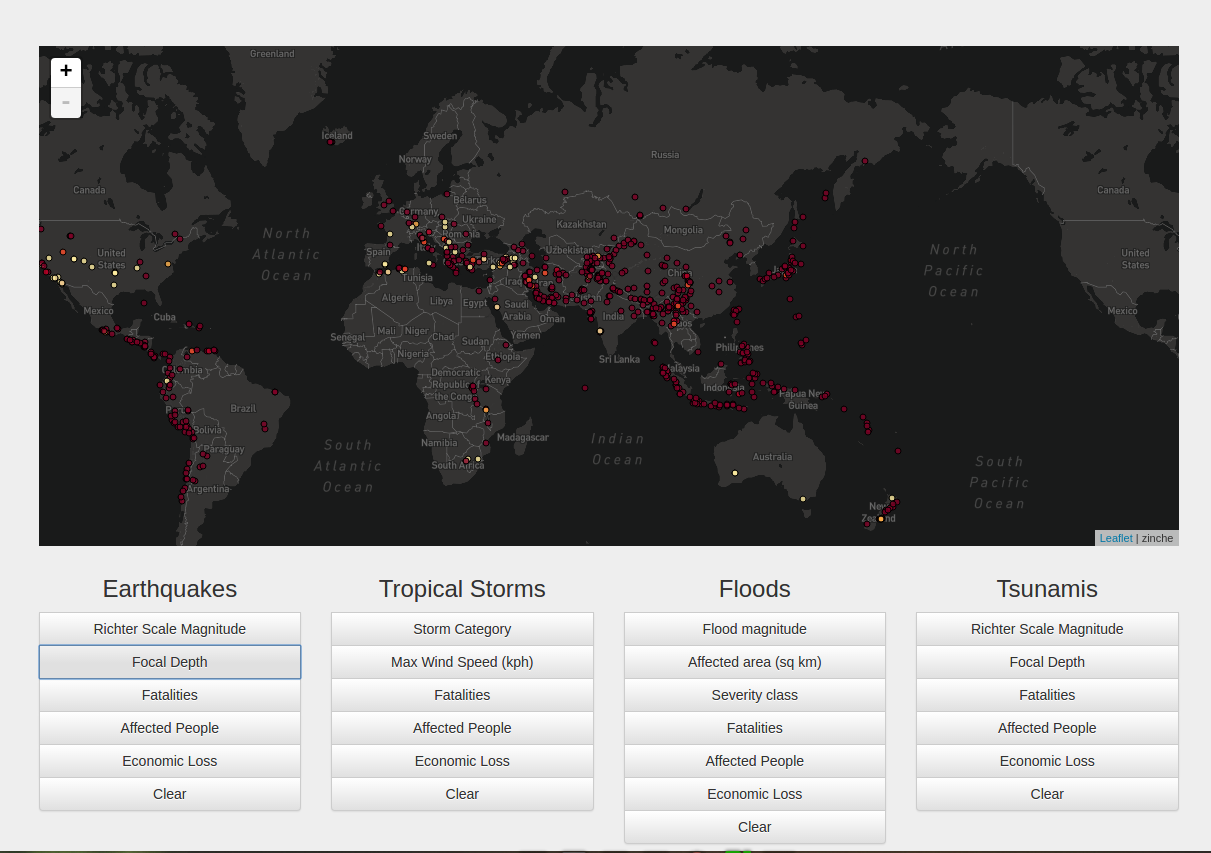 Greenland
+
-
Iceland
Sweden
Norway
Russia
Canada
Canada
Belarus
Germany
Ukraine
Kazakhstan
Mongolia
North
Atlantic
Ocean
North
Pacific
Ocean
United
States
Spain
Romania
Uzbekistan
United
States
Tunisia
China
Iraq
Iran
Algeria
Libya
Egypt
Saudi
Arabia
Mexico
Mexico
Cuba
Oman
India
Laos
Senegal
Mali
Niger
Chad
Sudan
Yemen
Nigeria
Ethiopia
Sri Lanka
Philippines
Colombia
Malaysia
Democratic
Republic of
the Congo
Kenya
Indonesia
Papua New
Guinea
Brazil
Peru
Angola
Bolivia
Paraguay
Namibia
Madagascar
South
Atlantic
Ocean
Indian
Ocean
Australia
South
Pacific
Ocean
South Africa
Argentina
New
Zealand
Leaflet | zinche
Earthquakes
Richter Scale Magnitude
Focal Depth
Fatalities
Affected People
Economic Loss
Clear
Tropical Storms
Storm Category
Max Wind Speed (kph)
Fatalities
Affected People
Economic Loss
Clear
Floods
Flood magnitude
Affected area (sq km)
Severity class
Fatalities
Affected People
Economic Loss
Clear
Tsunamis
Richter Scale Magnitude
Focal Depth
Fatalities
Affected People
Economic Loss
Clear